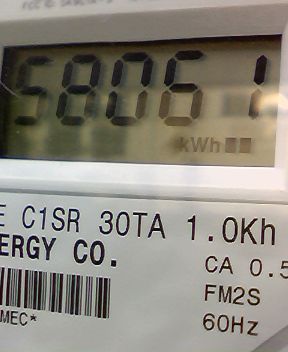 58061
kWh
E C1SR 30TA 1.0Kh
ERGY CO.
CA 0.5
FM2S
MEC*
60Hz